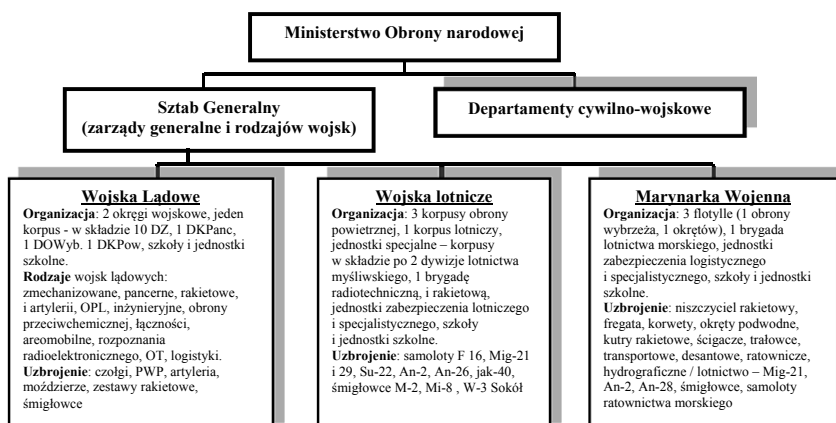 Ministerstwo Obrony narodowej
Sztab Generalny
(zarządy generalne i rodzajów wojsk)
Departamenty cywilno-wojskowe
Wojska Lądowe
Organizacja: 2 okręgi wojskowe, jeden
korpus - w składzie 10 DZ, 1 DKPanc,
1 DOWyb. 1 DKPow, szkoły i jednostki
szkolne.
Rodzaje wojsk lądowych:
zmechanizowane, pancerne, rakietowe,
i artylerii, OPL, inżynieryjne, obrony
przeciwchemicznej, łączności,
areomobilne, rozpoznania
radioelektronicznego, OT, logistyki.
Uzbrojenie: czołgi, PWP, artyleria,
moździerze, zestawy rakietowe,
śmigłowce
Wojska lotnicze
Organizacja: 3 korpusy obrony
powietrznej, 1 korpus lotniczy,
jednostki specjalne – korpusy
w składzie po 2 dywizje lotnictwa
myśliwskiego, 1 brygadę
radiotechniczną, i rakietową,
jednostki zabezpieczenia lotniczego
i specjalistycznego, szkoły
i jednostki szkolne.
Uzbrojenie: samoloty F 16, Mig-21
i 29, Su-22, An-2, An-26, jak-40,
śmigłowce M-2, Mi-8 , W-3 Sokół
Marynarka Wojenna
Organizacja: 3 flotylle (1 obrony
wybrzeża, 1 okrętów), 1 brygada
lotnictwa morskiego, jednostki
zabezpieczenia logistycznego
i specjalistycznego, szkoły i jednostki
szkolne.
Uzbrojenie: niszczyciel rakietowy,
fregata, korwety, okręty podwodne,
kutry rakietowe, ścigacze, trałowce,
transportowe, desantowe, ratownicze,
hydrograficzne / lotnictwo – Mig-21,
An-2, An-28, śmigłowce, samoloty
ratownictwa morskiego